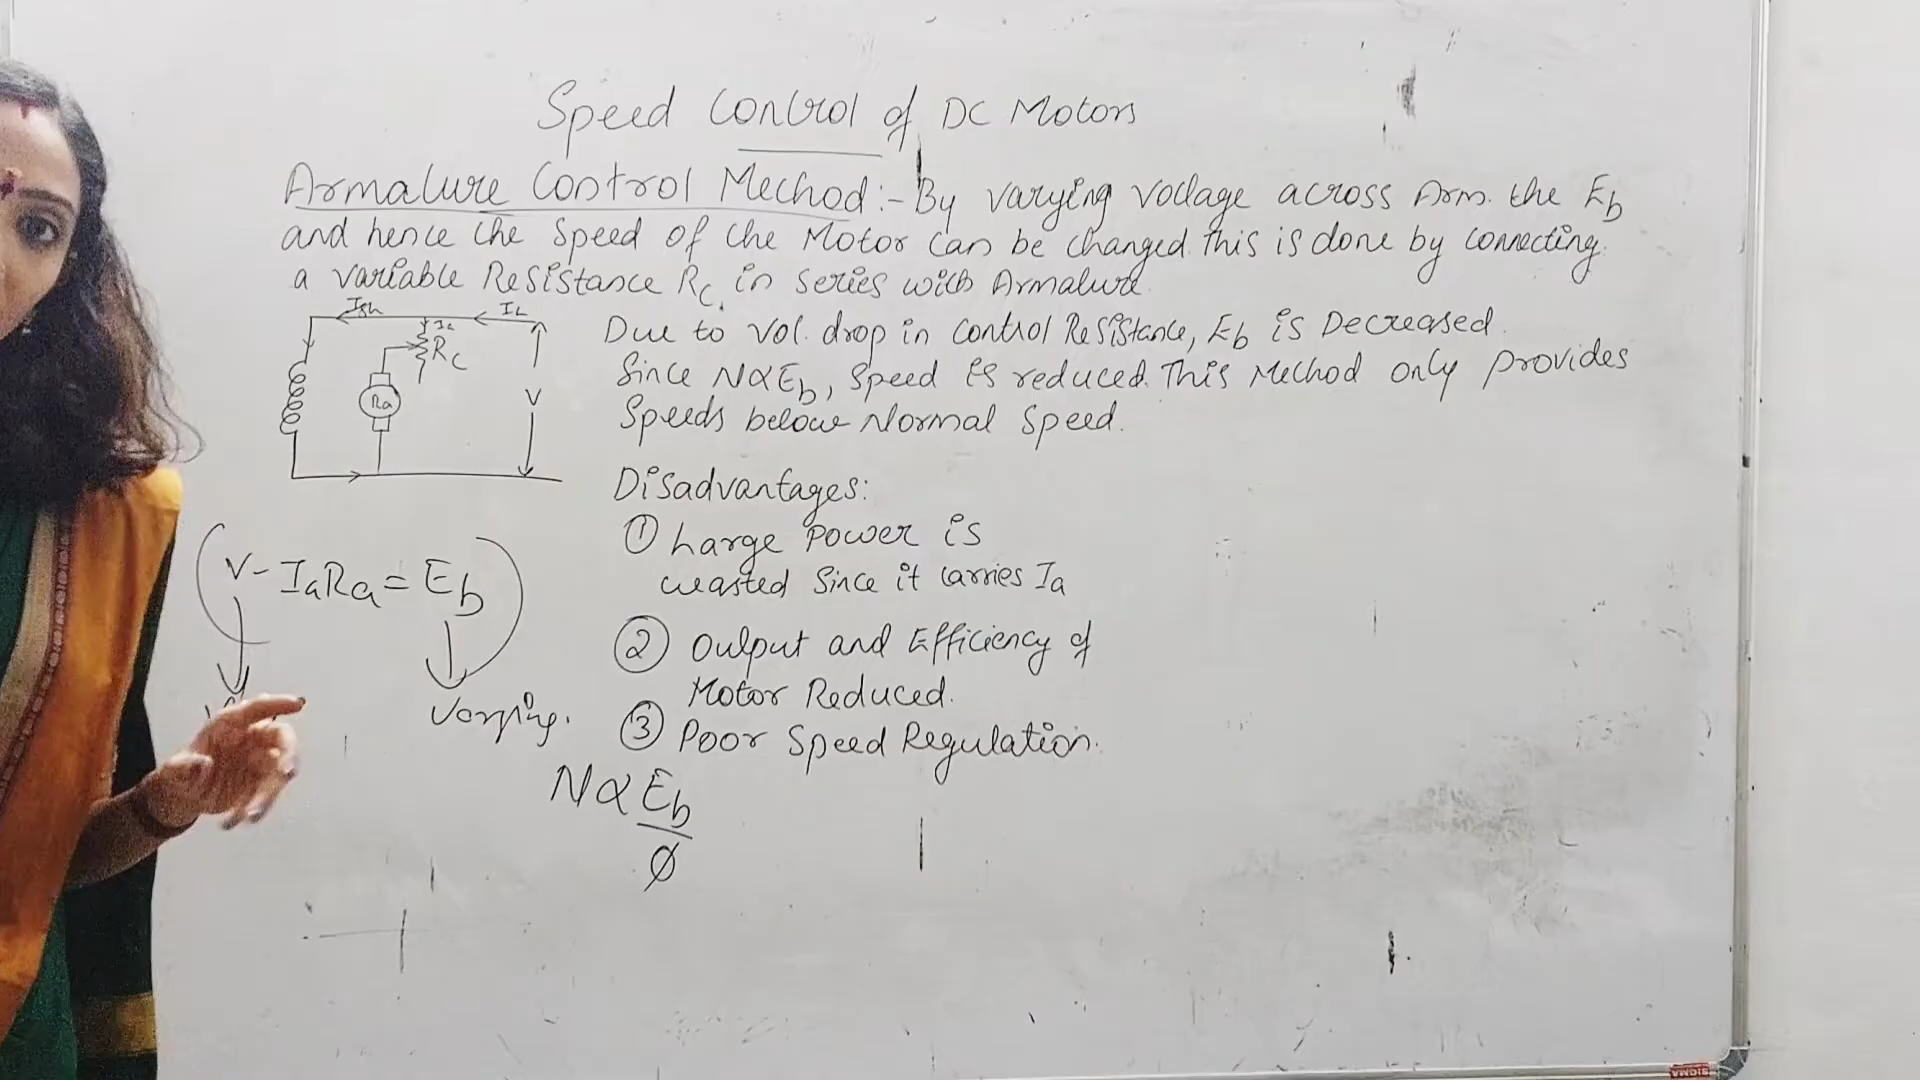 Speed Control of DC Motors
Armature Control Method:- By varying Voltage across Arm. the Eb
and hence the Speed of the Motor can be changed. this is done by connecting
a variable Resistance Rc in series with Armature.
Ish
IL
Ia
Rc
Ra
V
Due to Vol. drop in control Resistance, Eb is Decreased.
Since N∝Eb, Speed is reduced. This Method only provides
Speeds below Normal Speed.
Disadvantages:
① Large Power is
wasted Since it carries Ia
② Output and Efficiency of
Motor Reduced.
③ Poor Speed Regulation.
V - IaRa = Eb
Varying.
N ∝ Eb
Ø
SIGMA